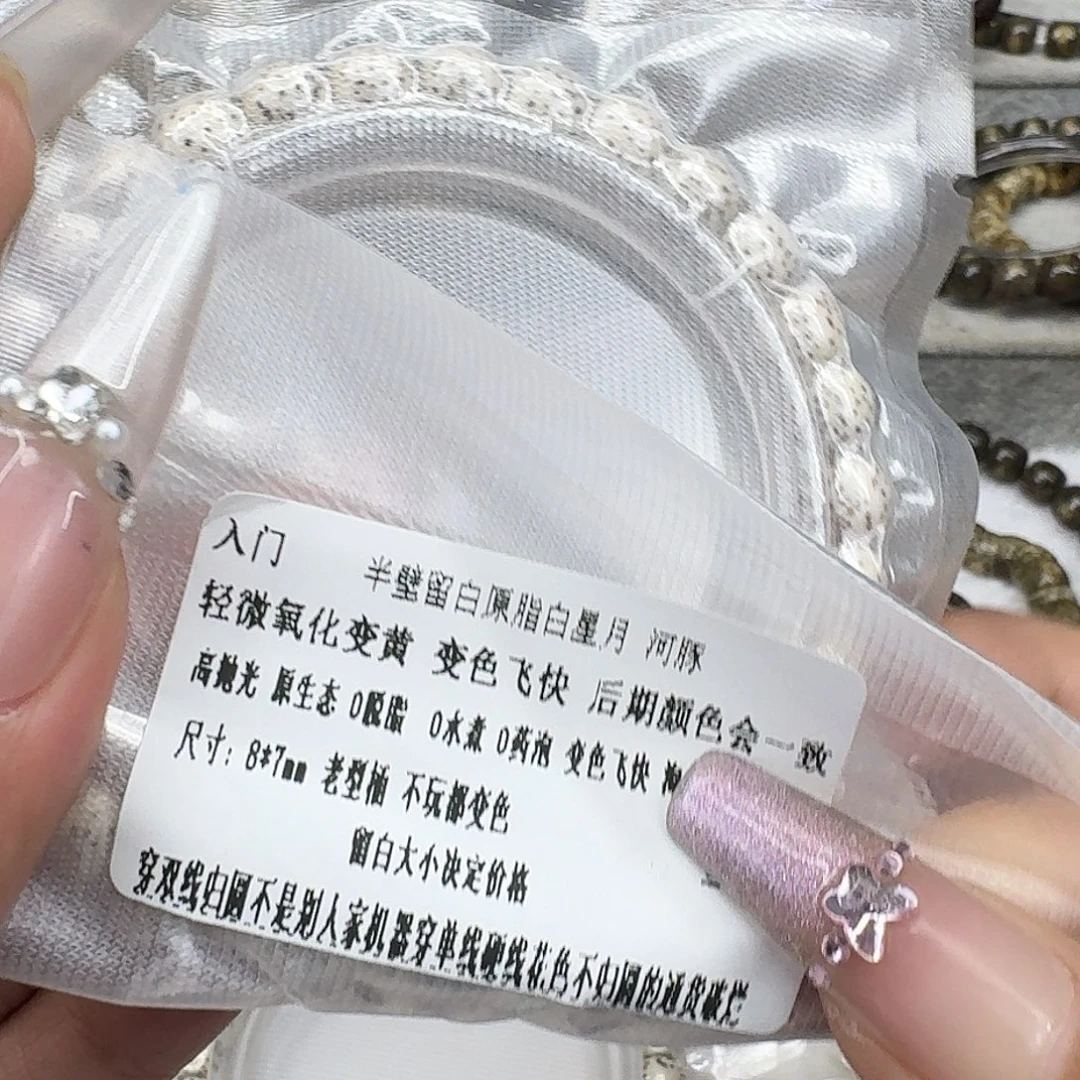 入门 半壁留白原脂白星月 河豚
轻微氧化变黄 变色飞快 后期颜色会一致
高抛光 原生态 0脱脂 0水煮 0药泡 变色飞快
尺寸: 8*7mm 老型桶 不玩都变色
留白大小决定价格
穿双线归圆不是别人家机器穿单线硬线花色不归圆的通货破烂